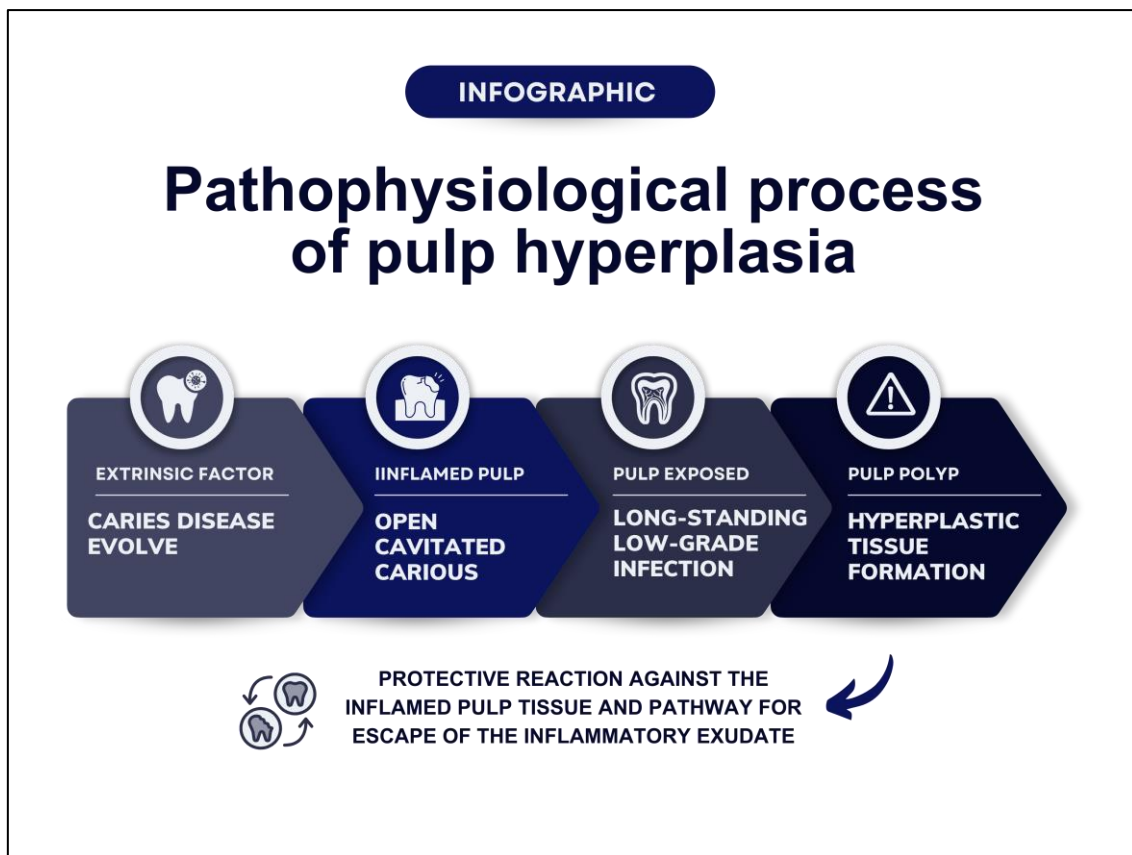 INFOGRAPHIC
Pathophysiological process
of pulp hyperplasia
EXTRINSIC FACTOR
CARIES DISEASE
EVOLVE
IINFLAMED PULP
OPEN
CAVITATED
CARIOUS
PULP EXPOSED
LONG-STANDING
LOW-GRADE
INFECTION
PULP POLYP
HYPERPLASTIC
TISSUE
FORMATION
PROTECTIVE REACTION AGAINST THE
INFLAMED PULP TISSUE AND PATHWAY FOR
ESCAPE OF THE INFLAMMATORY EXUDATE